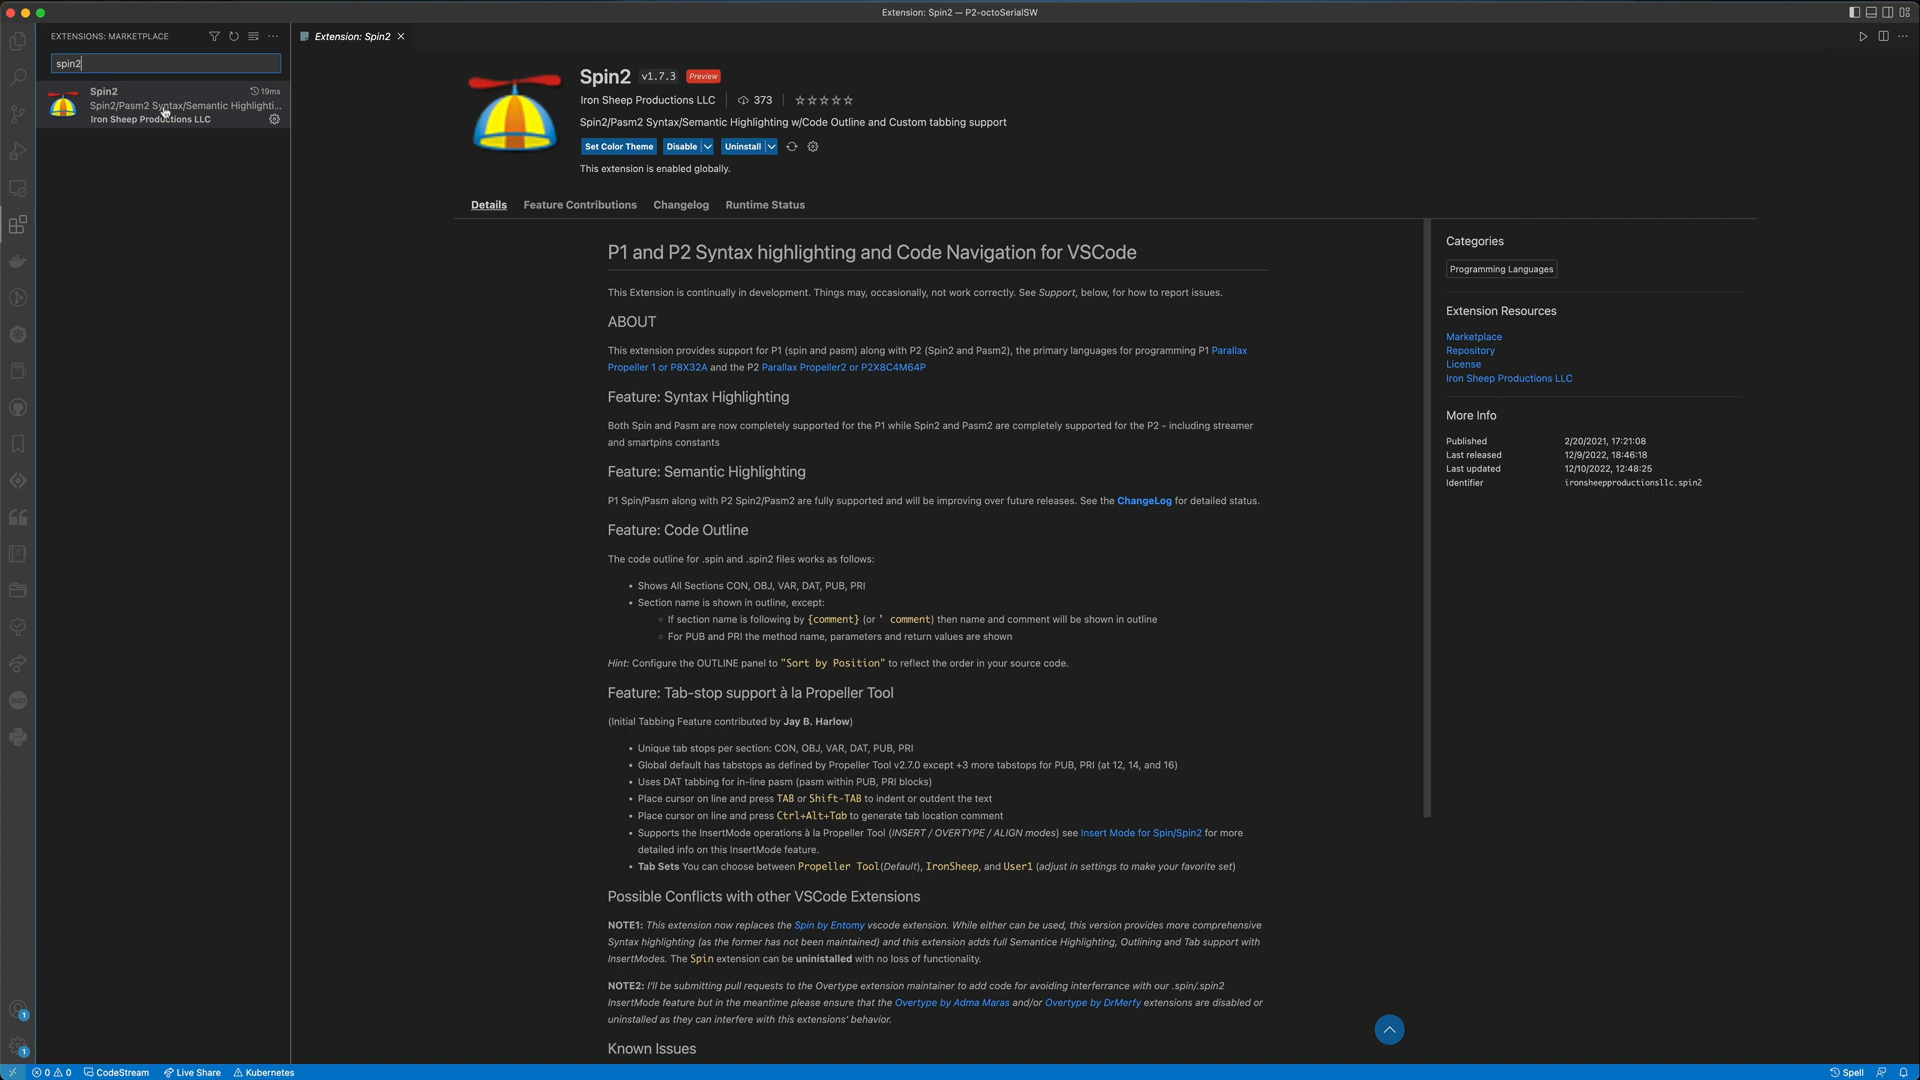 Extension: Spin2 — P2-octoSerialSW
EXTENSIONS: MARKETPLACE
Extension: Spin2
spin2
Spin2
19ms
Spin2/Pasm2 Syntax/Semantic Highlighti...
Iron Sheep Productions LLC
Spin2 v1.7.3 Preview
Iron Sheep Productions LLC 373
Spin2/Pasm2 Syntax/Semantic Highlighting w/Code Outline and Custom tabbing support
Set Color Theme Disable Uninstall
This extension is enabled globally.
Details Feature Contributions Changelog Runtime Status
P1 and P2 Syntax highlighting and Code Navigation for VSCode
This Extension is continually in development. Things may, occasionally, not work correctly. See Support, below, for how to report issues.
ABOUT
This extension provides support for P1 (spin and pasm) along with P2 (Spin2 and Pasm2), the primary languages for programming P1 Parallax
Propeller 1 or P8X32A and the P2 Parallax Propeller2 or P2X8C4M64P
Feature: Syntax Highlighting
Both Spin and Pasm are now completely supported for the P1 while Spin2 and Pasm2 are completely supported for the P2 - including streamer
and smartpins constants
Feature: Semantic Highlighting
P1 Spin/Pasm along with P2 Spin2/Pasm2 are fully supported and will be improving over future releases. See the ChangeLog for detailed status.
Feature: Code Outline
The code outline for .spin and .spin2 files works as follows:
• Shows All Sections CON, OBJ, VAR, DAT, PUB, PRI
• Section name is shown in outline, except:
◦ If section name is following by {comment} (or ' comment) then name and comment will be shown in outline
◦ For PUB and PRI the method name, parameters and return values are shown
Hint: Configure the OUTLINE panel to "Sort by Position" to reflect the order in your source code.
Feature: Tab-stop support à la Propeller Tool
(Initial Tabbing Feature contributed by Jay B. Harlow)
• Unique tab stops per section: CON, OBJ, VAR, DAT, PUB, PRI
• Global default has tabstops as defined by Propeller Tool v2.7.0 except +3 more tabstops for PUB, PRI (at 12, 14, and 16)
• Uses DAT tabbing for in-line pasm (pasm within PUB, PRI blocks)
• Place cursor on line and press TAB or Shift-TAB to indent or outdent the text
• Place cursor on line and press Ctrl+Alt+Tab to generate tab location comment
• Supports the InsertMode operations à la Propeller Tool (INSERT / OVERTYPE / ALIGN modes) see Insert Mode for Spin/Spin2 for more
detailed info on this InsertMode feature.
• Tab Sets You can choose between Propeller Tool(Default), IronSheep, and User1 (adjust in settings to make your favorite set)
Possible Conflicts with other VSCode Extensions
NOTE1: This extension now replaces the Spin by Entomy vscode extension. While either can be used, this version provides more comprehensive
Syntax highlighting (as the former has not been maintained) and this extension adds full Semantice Highlighting, Outlining and Tab support with
InsertModes. The Spin extension can be uninstalled with no loss of functionality.
NOTE2: I'll be submitting pull requests to the Overtype extension maintainer to add code for avoiding interferrance with our .spin/.spin2
InsertMode feature but in the meantime please ensure that the Overtype by Adma Maras and/or Overtype by DrMerfy extensions are disabled or
uninstalled as they can interfere with this extensions' behavior.
Known Issues
Categories
Programming Languages
Extension Resources
Marketplace
Repository
License
Iron Sheep Productions LLC
More Info
Published 2/20/2021, 17:21:08
Last released 12/9/2022, 18:46:18
Last updated 12/10/2022, 12:48:25
Identifier ironsheepproductionsllc.spin2
1
1
0 0 CodeStream Live Share Kubernetes
Spell